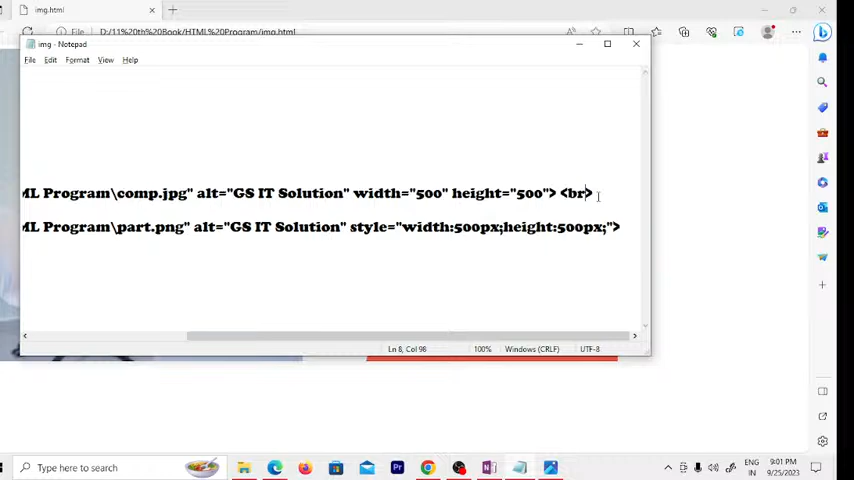 img.html
File
D:/11%20th%20Book/HTML%20Program/img.html
img - Notepad
File Edit Format View Help
ML Program\comp.jpg" alt="GS IT Solution" width="500" height="500"> <br>
ML Program\part.png" alt="GS IT Solution" style="width:500px;height:500px;">
Ln 8, Col 98
100%
Windows (CRLF)
UTF-8
Type here to search
Pr
N
ENG
IN
9:01 PM
9/25/2023